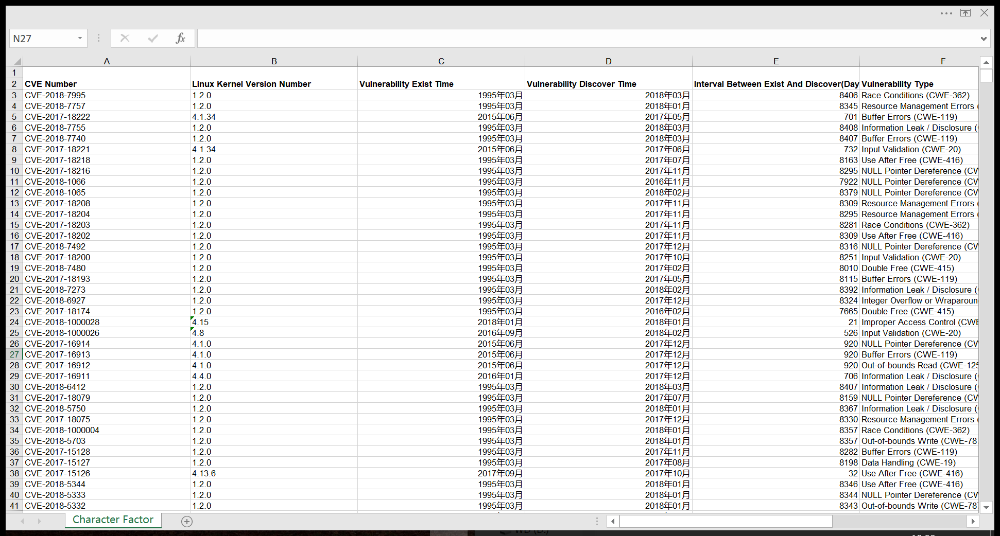 N27
fx
A B C D E F
1
2 CVE Number Linux Kernel Version Number Vulnerability Exist Time Vulnerability Discover Time Interval Between Exist And Discover(Day Vulnerability Type
3 CVE-2018-7995 1.2.0 1995年03月 2018年03月 8406 Race Conditions (CWE-362)
4 CVE-2018-7757 1.2.0 1995年03月 2018年01月 8345 Resource Management Errors (
5 CVE-2017-18222 4.1.34 2015年06月 2017年05月 701 Buffer Errors (CWE-119)
6 CVE-2018-7755 1.2.0 1995年03月 2018年03月 8408 Information Leak / Disclosure (
7 CVE-2018-7740 1.2.0 1995年03月 2018年03月 8407 Buffer Errors (CWE-119)
8 CVE-2017-18221 4.1.34 2015年06月 2017年06月 732 Input Validation (CWE-20)
9 CVE-2017-18218 1.2.0 1995年03月 2017年07月 8163 Use After Free (CWE-416)
10 CVE-2017-18216 1.2.0 1995年03月 2017年11月 8295 NULL Pointer Dereference (CW
11 CVE-2018-1066 1.2.0 1995年03月 2016年11月 7922 NULL Pointer Dereference (CW
12 CVE-2018-1065 1.2.0 1995年03月 2018年02月 8379 NULL Pointer Dereference (CW
13 CVE-2017-18208 1.2.0 1995年03月 2017年11月 8309 Resource Management Errors (
14 CVE-2017-18204 1.2.0 1995年03月 2017年11月 8295 Resource Management Errors (
15 CVE-2017-18203 1.2.0 1995年03月 2017年11月 8281 Race Conditions (CWE-362)
16 CVE-2017-18202 1.2.0 1995年03月 2017年11月 8309 Use After Free (CWE-416)
17 CVE-2018-7492 1.2.0 1995年03月 2017年12月 8316 NULL Pointer Dereference (CW
18 CVE-2017-18200 1.2.0 1995年03月 2017年10月 8251 Input Validation (CWE-20)
19 CVE-2018-7480 1.2.0 1995年03月 2017年02月 8010 Double Free (CWE-415)
20 CVE-2017-18193 1.2.0 1995年03月 2017年05月 8115 Buffer Errors (CWE-119)
21 CVE-2018-7273 1.2.0 1995年03月 2018年02月 8392 Information Leak / Disclosure (
22 CVE-2018-6927 1.2.0 1995年03月 2017年12月 8324 Integer Overflow or Wraparoun
23 CVE-2017-18174 1.2.0 1995年03月 2016年02月 7665 Double Free (CWE-415)
24 CVE-2018-1000028 4.15 2018年01月 2018年01月 21 Improper Access Control (CWE
25 CVE-2018-1000026 4.8 2016年09月 2018年02月 526 Input Validation (CWE-20)
26 CVE-2017-16914 4.1.0 2015年06月 2017年12月 920 NULL Pointer Dereference (CW
27 CVE-2017-16913 4.1.0 2015年06月 2017年12月 920 Buffer Errors (CWE-119)
28 CVE-2017-16912 4.1.0 2015年06月 2017年12月 920 Out-of-bounds Read (CWE-125
29 CVE-2017-16911 4.4.0 2016年01月 2017年12月 706 Information Leak / Disclosure (
30 CVE-2018-6412 1.2.0 1995年03月 2018年03月 8407 Information Leak / Disclosure (
31 CVE-2017-18079 1.2.0 1995年03月 2017年07月 8159 NULL Pointer Dereference (CW
32 CVE-2018-5750 1.2.0 1995年03月 2018年01月 8367 Information Leak / Disclosure (
33 CVE-2017-18075 1.2.0 1995年03月 2017年12月 8330 Resource Management Errors (
34 CVE-2018-1000004 1.2.0 1995年03月 2018年01月 8357 Race Conditions (CWE-362)
35 CVE-2018-5703 1.2.0 1995年03月 2018年01月 8357 Out-of-bounds Write (CWE-787
36 CVE-2017-15128 1.2.0 1995年03月 2017年11月 8282 Buffer Errors (CWE-119)
37 CVE-2017-15127 1.2.0 1995年03月 2017年08月 8198 Data Handling (CWE-19)
38 CVE-2017-15126 4.13.6 2017年09月 2017年10月 32 Use After Free (CWE-416)
39 CVE-2018-5344 1.2.0 1995年03月 2018年01月 8346 Use After Free (CWE-416)
40 CVE-2018-5333 1.2.0 1995年03月 2018年01月 8344 NULL Pointer Dereference (CW
41 CVE-2018-5332 1.2.0 1995年03月 2018年01月 8343 Out-of-bounds Write (CWE-787
Character Factor